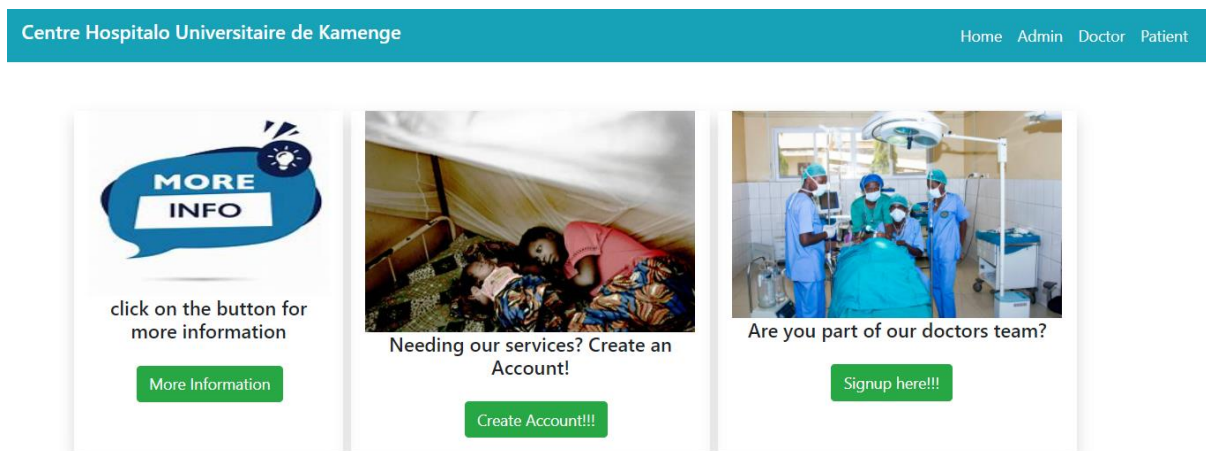 Centre Hospitalo Universitaire de Kamenge
Home Admin Doctor Patient
MORE
INFO
click on the button for
more information
More Information
Needing our services? Create an
Account!
Create Account!!!
Are you part of our doctors team?
Signup here!!!